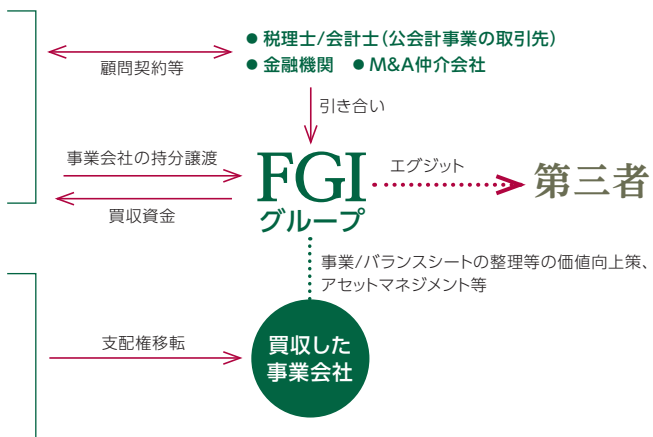 ● 税理士/会計士(公会計事業の取引先)
● 金融機関 ● M&A仲介会社
顧問契約等
引き合い
事業会社の持分譲渡
買収資金
FGI
グループ
エグジット
第三者
事業/バランスシートの整理等の価値向上策、
アセットマネジメント等
支配権移転
買収した
事業会社